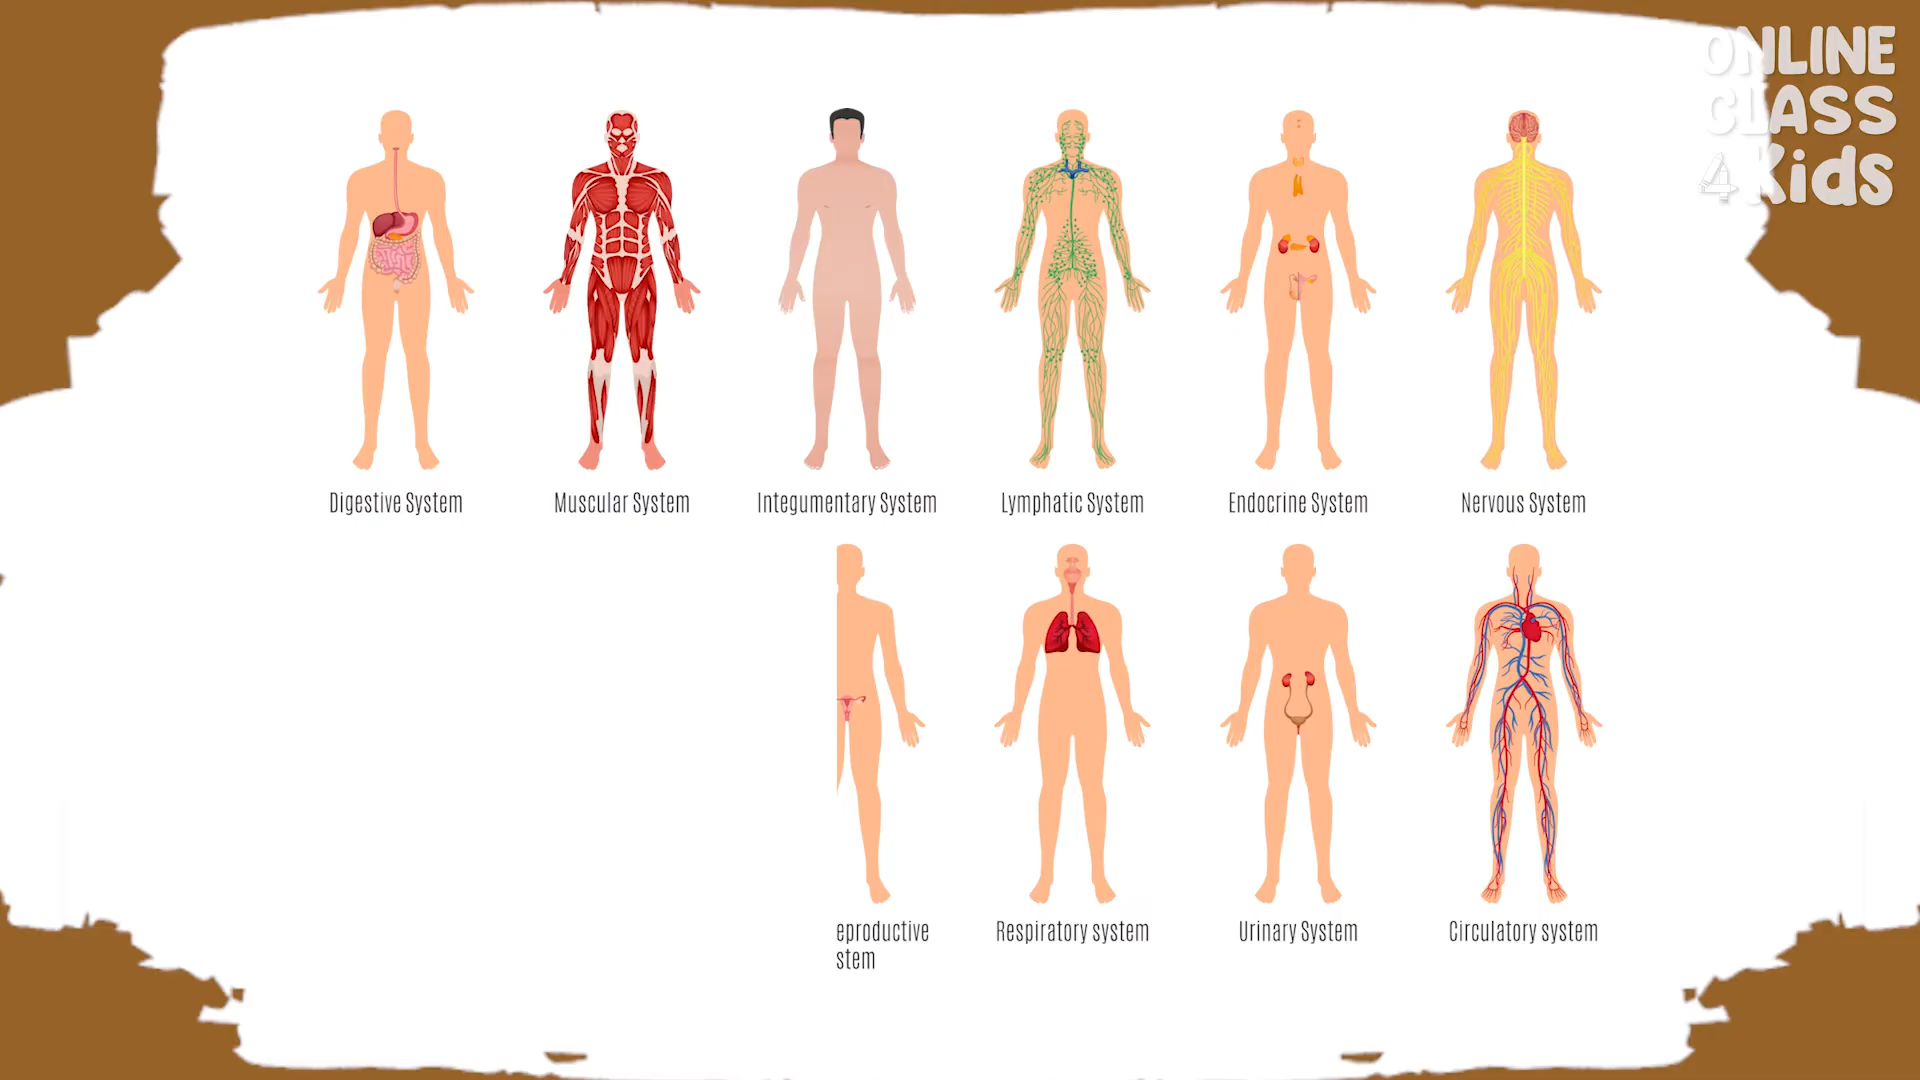 ONLINE
CLASS
4Kids
Digestive System
Muscular System
Integumentary System
Lymphatic System
Endocrine System
Nervous System
eproductive
stem
Respiratory system
Urinary System
Circulatory system